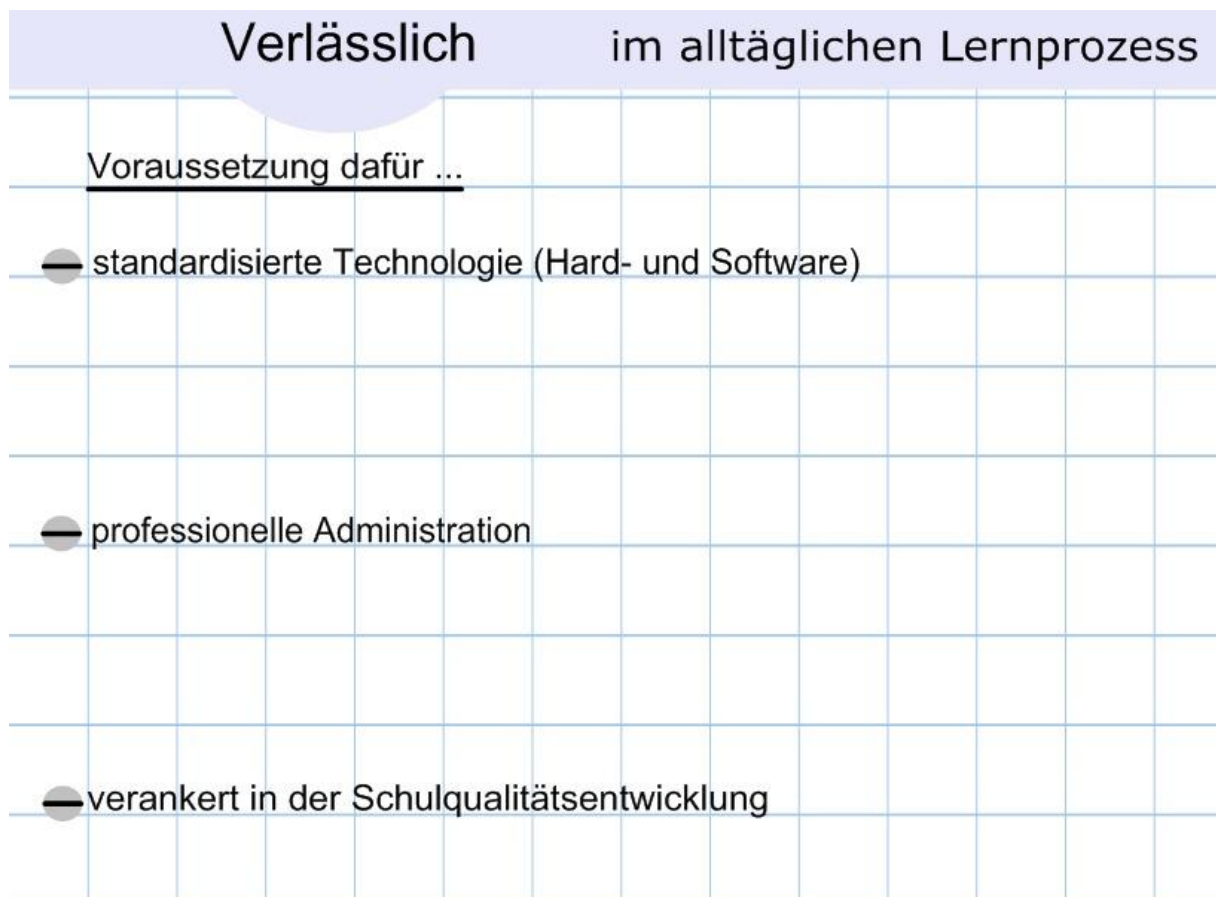 Verlässlich im alltäglichen Lernprozess
Voraussetzung dafür ...
standardisierte Technologie (Hard- und Software)
professionelle Administration
verankert in der Schulqualitätsentwicklung